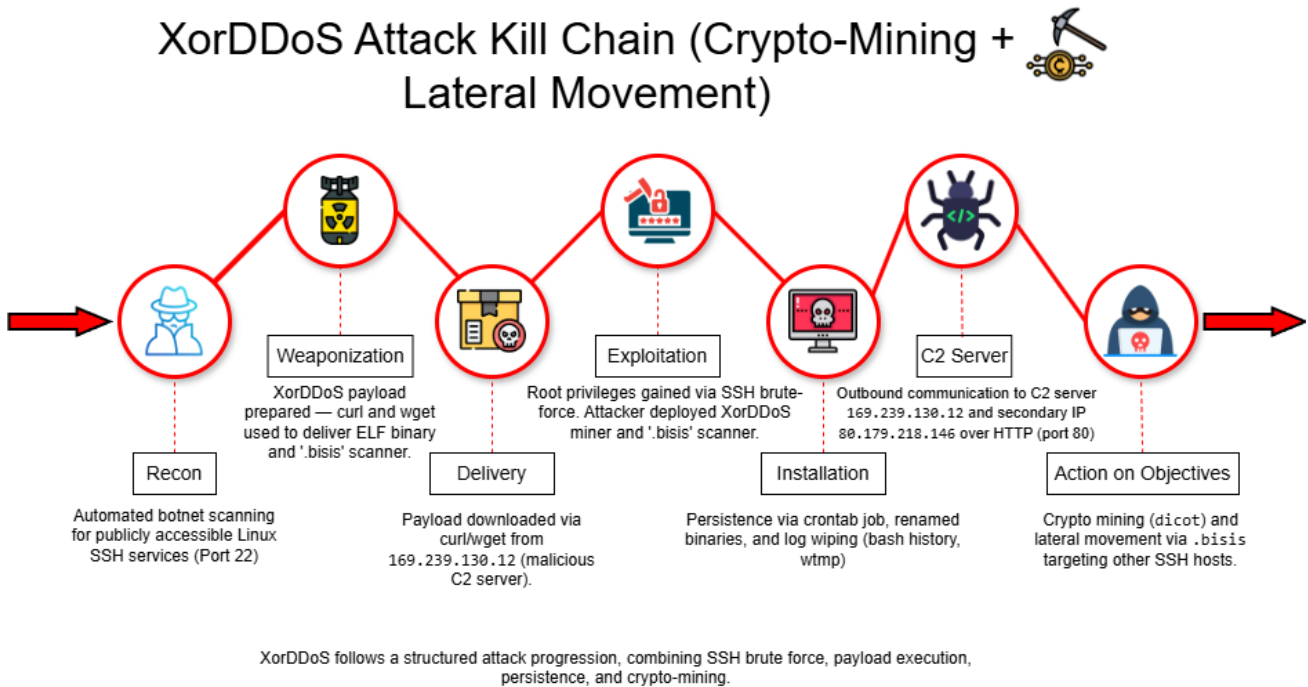 XorDDoS Attack Kill Chain (Crypto-Mining +
Lateral Movement)
Recon
Automated botnet scanning
for publicly accessible Linux
SSH services (Port 22)
Weaponization
XorDDoS payload
prepared — curl and wget
used to deliver ELF binary
and '.bisis' scanner.
Delivery
Payload downloaded via
curl/wget from
169.239.130.12 (malicious
C2 server).
Exploitation
Root privileges gained via SSH brute-
force. Attacker deployed XorDDoS
miner and '.bisis' scanner.
Installation
Persistence via crontab job, renamed
binaries, and log wiping (bash history,
wtmp)
C2 Server
Outbound communication to C2 server
169.239.130.12 and secondary IP
80.179.218.146 over HTTP (port 80)
Action on Objectives
Crypto mining (dicot) and
lateral movement via .bisis
targeting other SSH hosts.
XorDDoS follows a structured attack progression, combining SSH brute force, payload execution,
persistence, and crypto-mining.